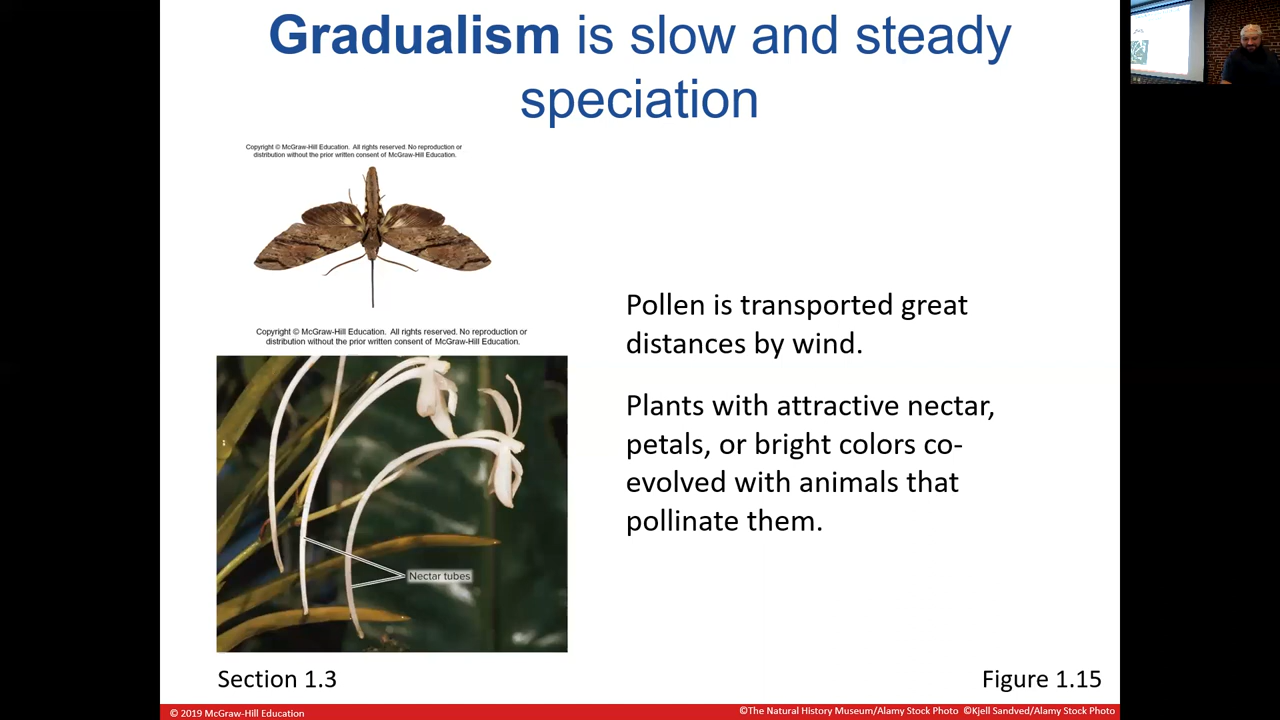 Gradualism is slow and steady
speciation
Copyright © McGraw-Hill Education. All rights reserved. No reproduction or
distribution without the prior written consent of McGraw-Hill Education.
Copyright © McGraw-Hill Education. All rights reserved. No reproduction or
distribution without the prior written consent of McGraw-Hill Education.
Pollen is transported great
distances by wind.
Plants with attractive nectar,
petals, or bright colors co-
evolved with animals that
pollinate them.
Nectar tubes
Section 1.3
Figure 1.15
© 2019 McGraw-Hill Education
©The Natural History Museum/Alamy Stock Photo ©Kjell Sandved/Alamy Stock Photo